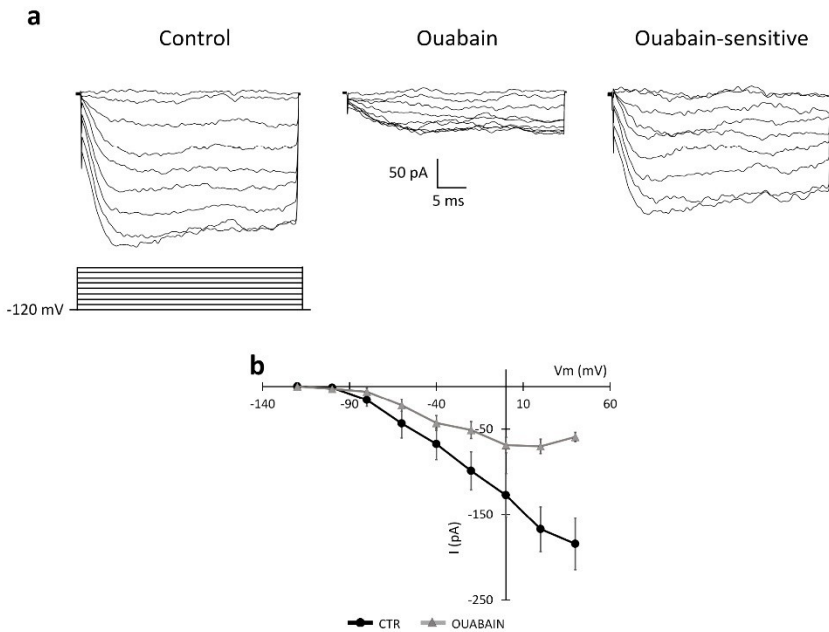 a
Control
Ouabain
Ouabain-sensitive
50 pA
5 ms
-120 mV
b
Vm (mV)
-140
-90
-40
10
60
-50
-150
-250
I (pA)
CTR
OUABAIN